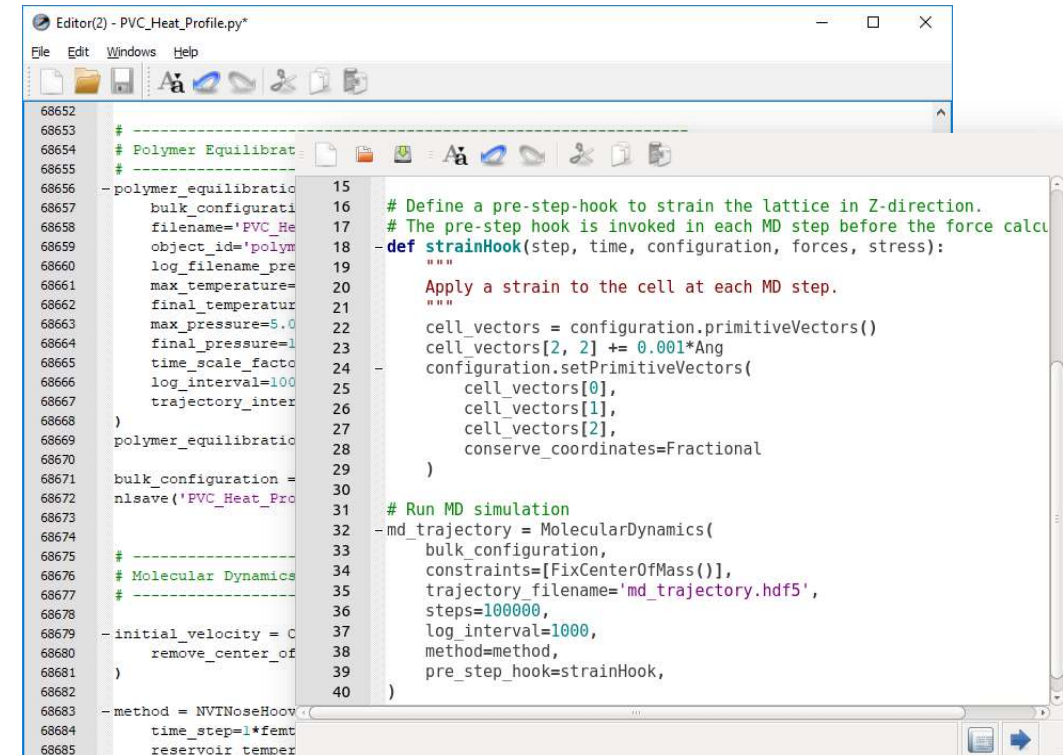 Editor(2) - PVC_Heat_Profile.py*
File Edit Windows Help
68652
68653 # --------------------------------------------------------------
68654 # Polymer Equilibrat
68655 # ------------------
68656 polymer_equilibratio
68657 bulk_configurati
68658 filename='PVC_He
68659 object_id='polym
68660 log_filename_pre
68661 max_temperature=
68662 final_temperatur
68663 max_pressure=5.0
68664 final_pressure=1
68665 time_scale_facto
68666 log_interval=100
68667 trajectory_inter
68668 )
68669 polymer_equilibratio
68670
68671 bulk_configuration =
68672 nlsave('PVC_Heat_Pro
68673
68674
68675 # ------------------
68676 # Molecular Dynamics
68677 # ------------------
68678
68679 initial_velocity = C
68680 remove_center_of
68681 )
68682
68683 method = NVTNoseHoov
68684 time_step=1*femt
68685 reservoir_temper
15
16 # Define a pre-step-hook to strain the lattice in Z-direction.
17 # The pre-step hook is invoked in each MD step before the force calcu
18 def strainHook(step, time, configuration, forces, stress):
19 """
20 Apply a strain to the cell at each MD step.
21 """
22 cell_vectors = configuration.primitiveVectors()
23 cell_vectors[2, 2] += 0.001*Ang
24 configuration.setPrimitiveVectors(
25 cell_vectors[0],
26 cell_vectors[1],
27 cell_vectors[2],
28 conserve_coordinates=Fractional
29 )
30
31 # Run MD simulation
32 md_trajectory = MolecularDynamics(
33 bulk_configuration,
34 constraints=[FixCenterOfMass()],
35 trajectory_filename='md_trajectory.hdf5',
36 steps=100000,
37 log_interval=1000,
38 method=method,
39 pre_step_hook=strainHook,
40 )